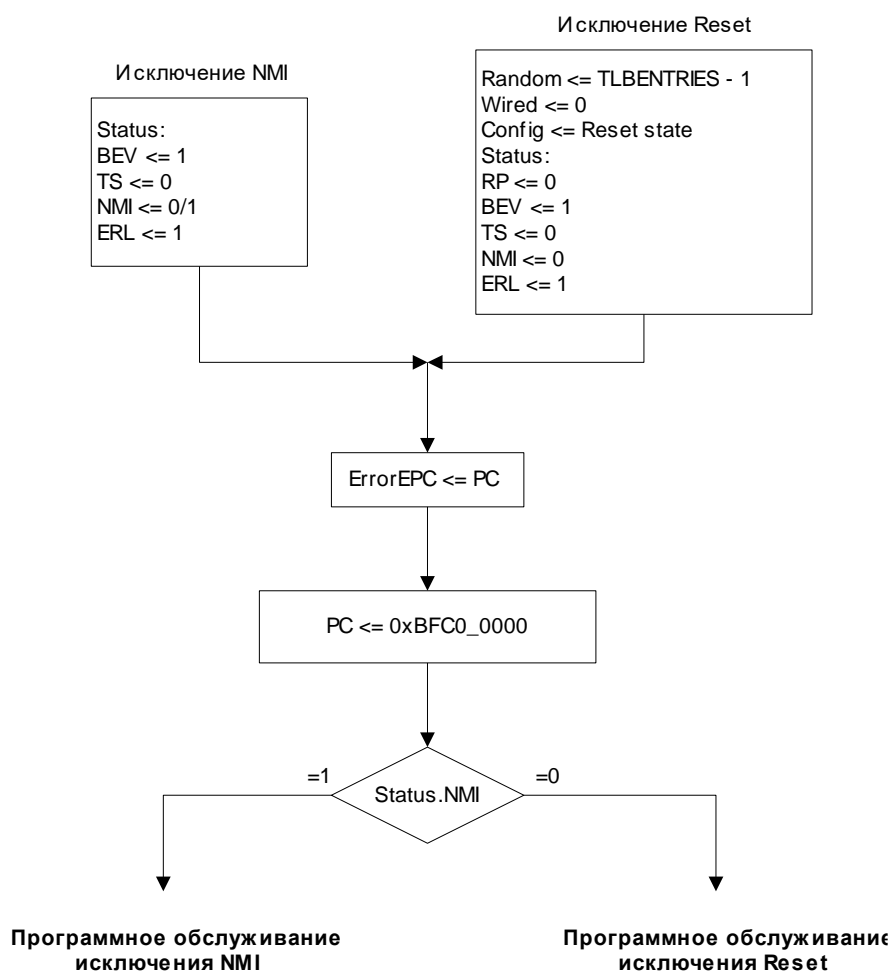 Исключение Reset
Исключение NMI
Random <= TLBENTRIES - 1
Wired <= 0
Config <= Reset state
Status:
RP <= 0
BEV <= 1
TS <= 0
NMI <= 0
ERL <= 1
Status:
BEV <= 1
TS <= 0
NMI <= 0/1
ERL <= 1
ErrorEPC <= PC
PC <= 0xBFC0_0000
=1
=0
Status.NMI
Программное обслуживание
исключения NMI
Программное обслуживание
исключения Reset